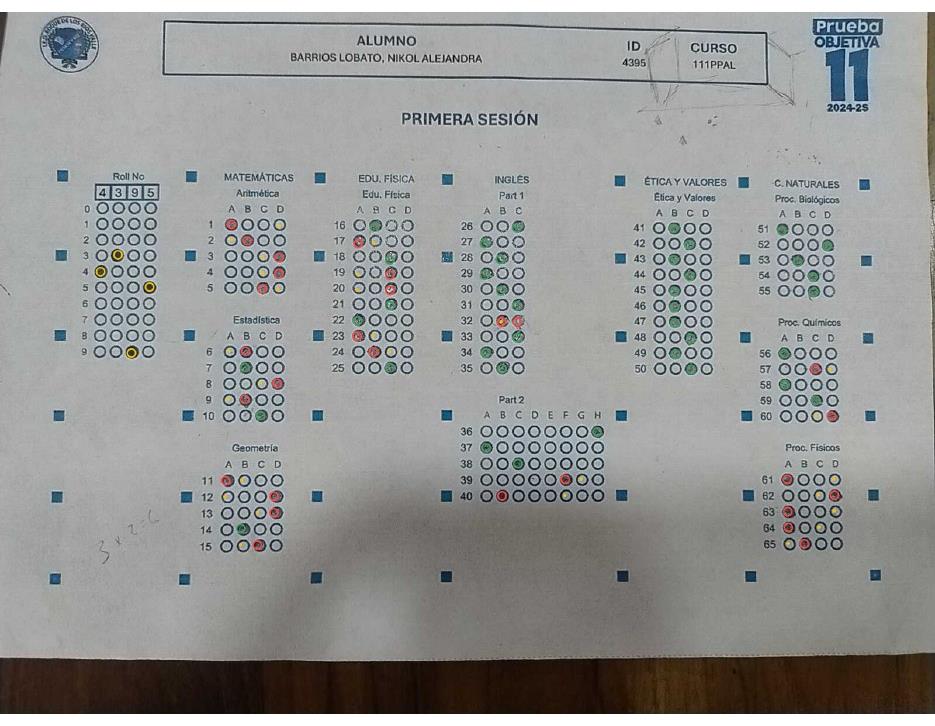 Prueba
OBJETIVA
11
2024-25
ALUMNO
BARRIOS LOBATO, NIKOL ALEJANDRA
ID
4395
CURSO
111PPAL
PRIMERA SESIÓN
Roll No
4 3 9 5
0
1
2
3
4
5
6
7
8
9
MATEMÁTICAS
Aritmética
A B C D
1
2
3
4
5
Estadística
A B C D
6
7
8
9
10
Geometría
A B C D
11
12
13
14
15
EDU. FÍSICA
Edu. Física
A B C D
16
17
18
19
20
21
22
23
24
25
INGLÉS
Part 1
A B C
26
27
28
29
30
31
32
33
34
35
Part 2
A B C D E F G H
36
37
38
39
40
ÉTICA Y VALORES
Ética y Valores
A B C D
41
42
43
44
45
46
47
48
49
50
C. NATURALES
Proc. Biológicos
A B C D
51
52
53
54
55
Proc. Químicos
A B C D
56
57
58
59
60
Proc. Físicos
A B C D
61
62
63
64
65
3 x 2 = 6